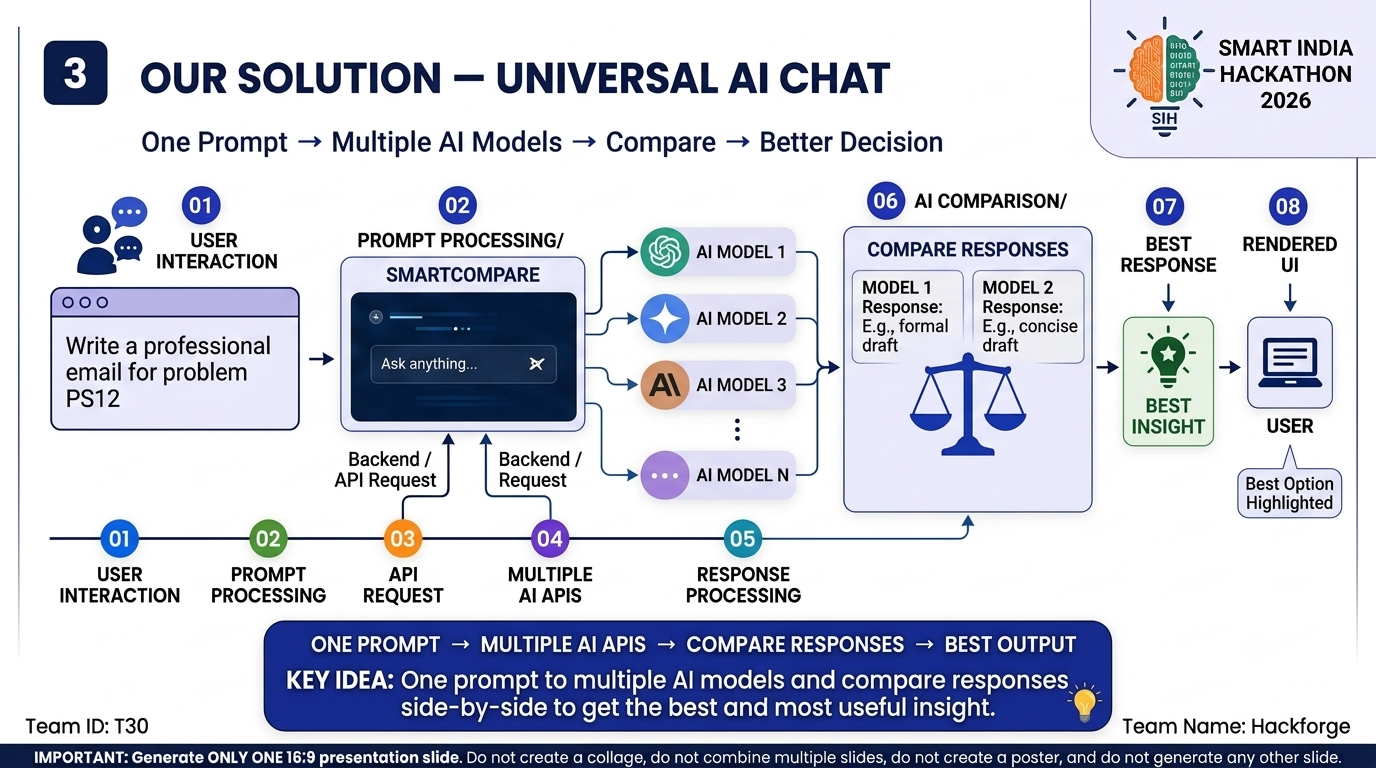 3
OUR SOLUTION — UNIVERSAL AI CHAT
SMART INDIA
HACKATHON
2026
SIH
One Prompt → Multiple AI Models → Compare → Better Decision
01
USER
INTERACTION
Write a professional
email for problem
PS12
02
PROMPT PROCESSING/
SMARTCOMPARE
Ask anything...
Backend /
API Request
Backend /
Request
AI MODEL 1
AI MODEL 2
AI MODEL 3
AI MODEL N
06 AI COMPARISON/
COMPARE RESPONSES
MODEL 1
Response:
E.g., formal
draft
MODEL 2
Response:
E.g., concise
draft
07
BEST
RESPONSE
BEST
INSIGHT
08
RENDERED
UI
USER
Best Option
Highlighted
01
USER
INTERACTION
02
PROMPT
PROCESSING
03
API
REQUEST
04
MULTIPLE
AI APIS
05
RESPONSE
PROCESSING
ONE PROMPT → MULTIPLE AI APIS → COMPARE RESPONSES → BEST OUTPUT
KEY IDEA: One prompt to multiple AI models and compare responses
side-by-side to get the best and most useful insight.
Team ID: T30
Team Name: Hackforge
IMPORTANT: Generate ONLY ONE 16:9 presentation slide. Do not create a collage, do not combine multiple slides, do not create a poster, and do not generate any other slide.